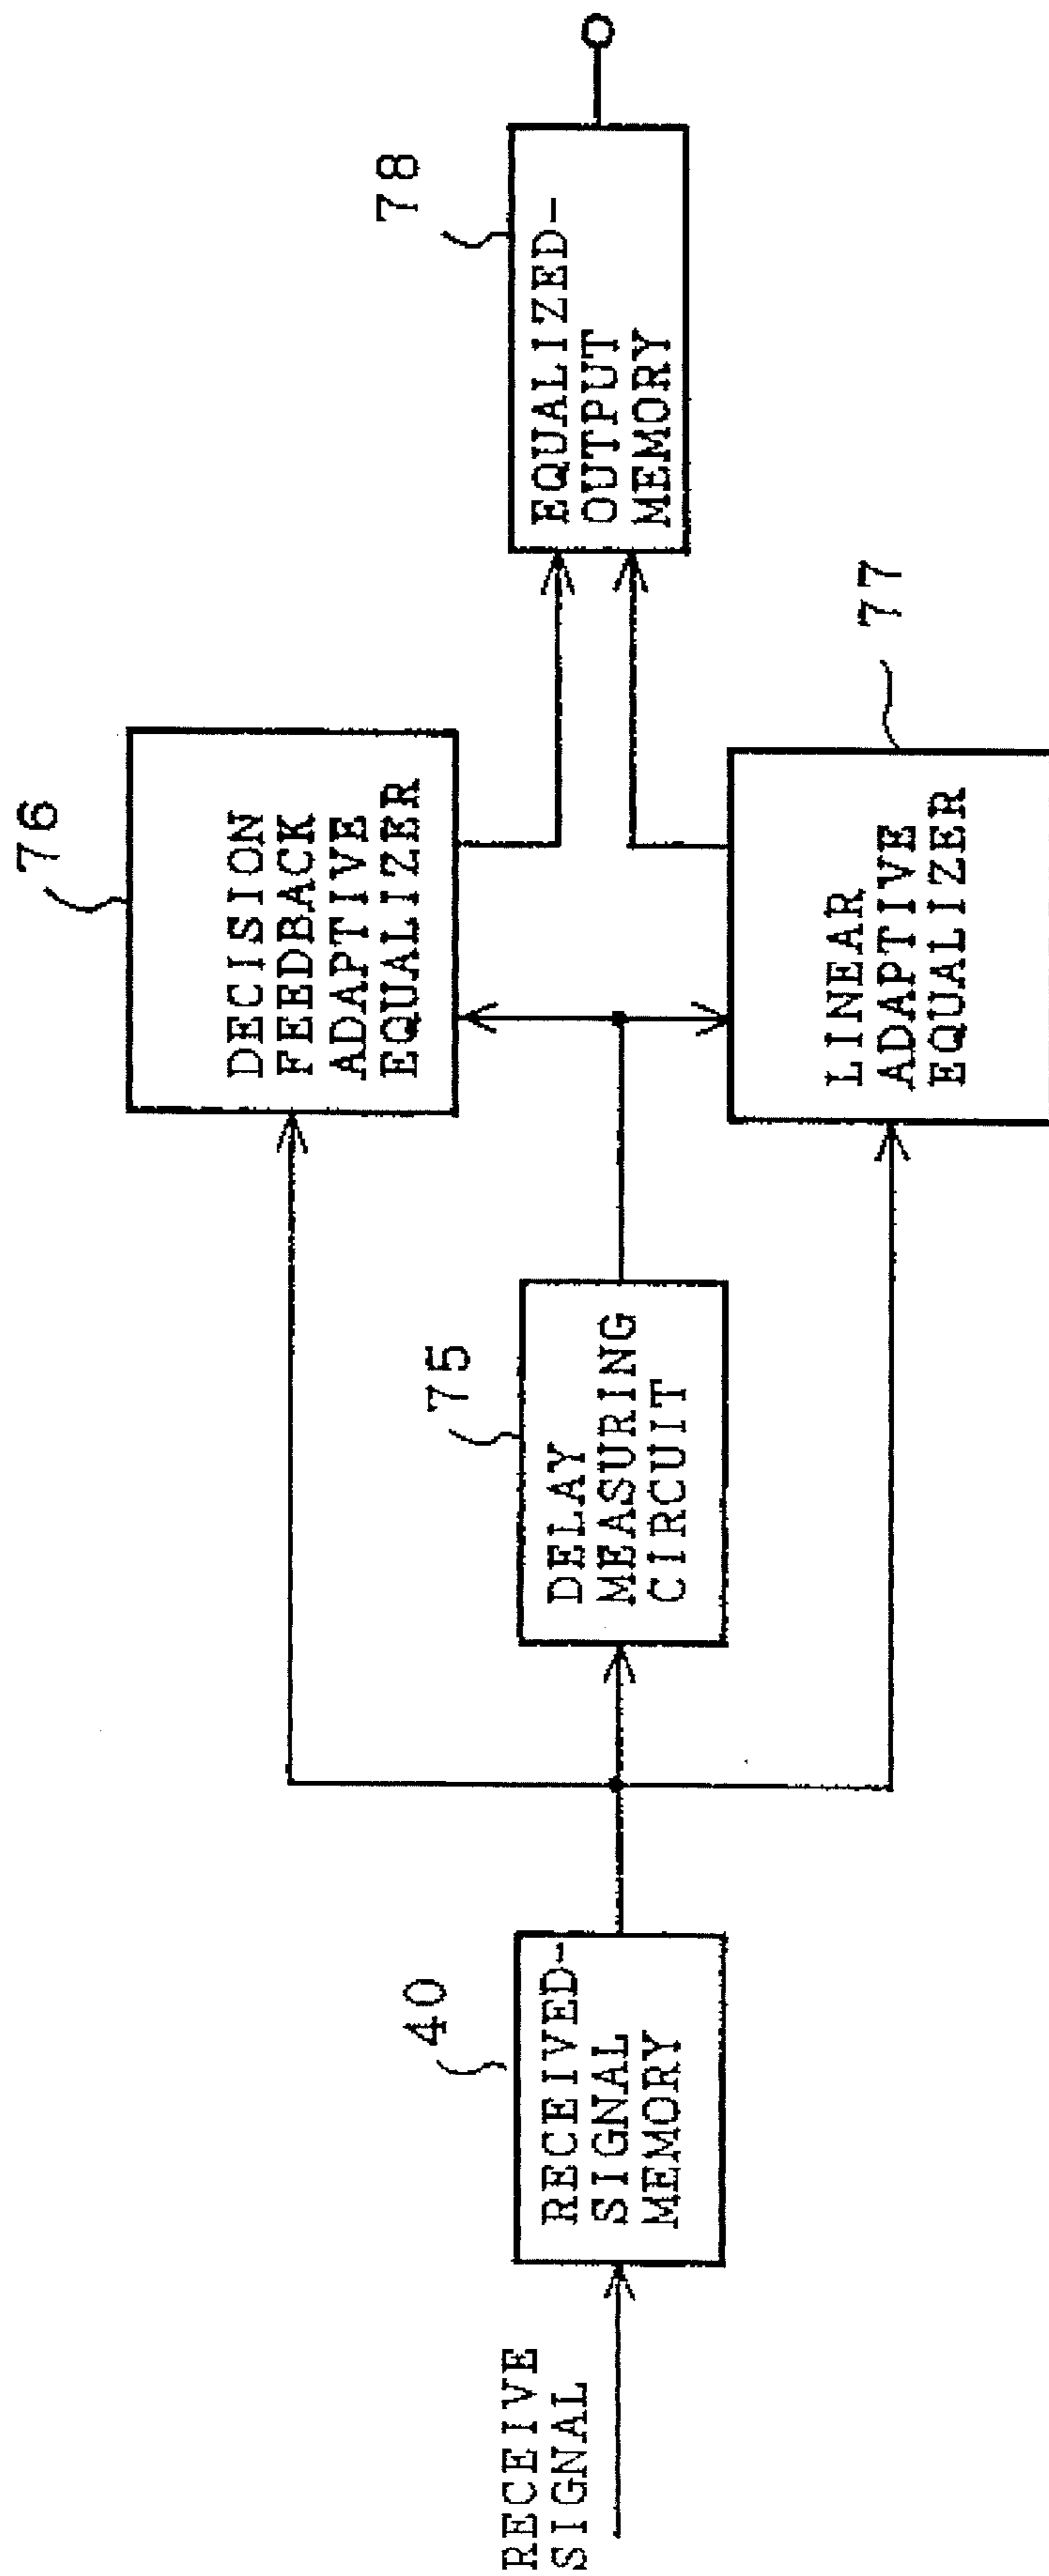 RECEIVE
SIGNAL
40
RECEIVED-
SIGNAL
MEMORY
75
DELAY
MEASURING
CIRCUIT
76
DECISION
FEEDBACK
ADAPTIVE
EQUALIZER
77
LINEAR
ADAPTIVE
EQUALIZER
78
EQUALIZED-
OUTPUT
MEMORY